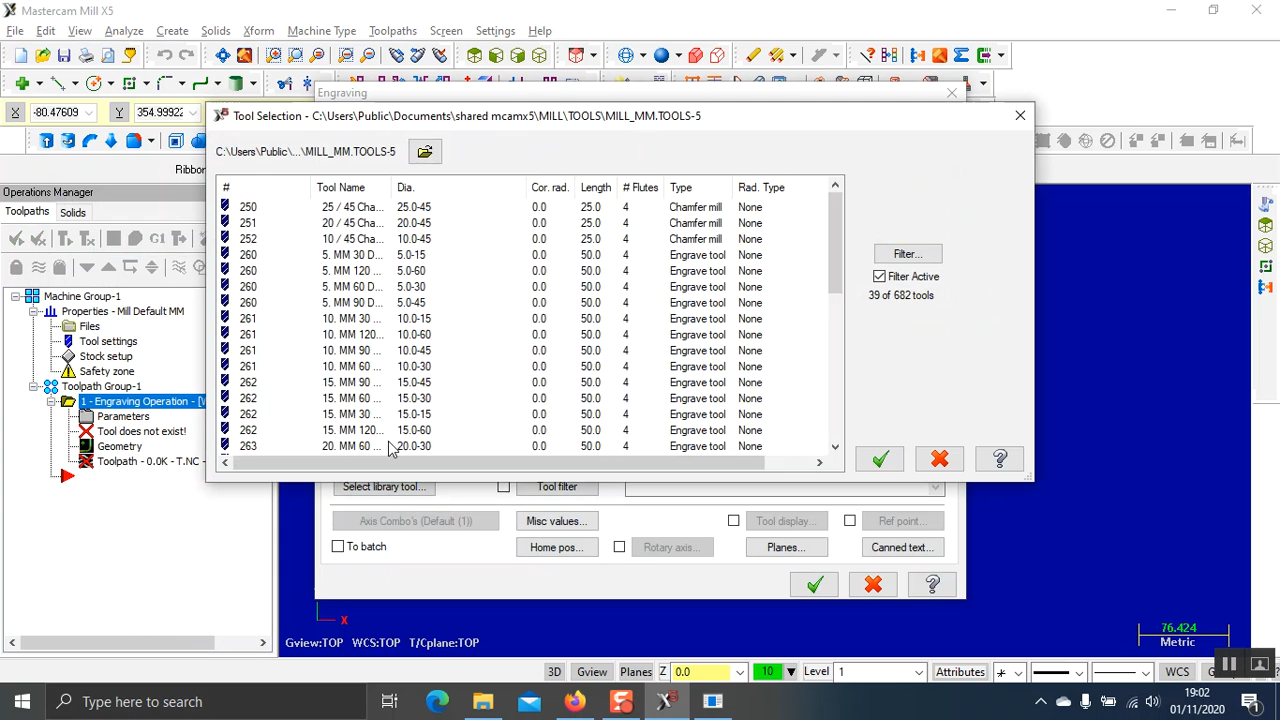 Mastercam Mill X5
File Edit View Analyze Create Solids Xform Machine Type Toolpaths Screen Settings Help
X -80.47609 Y 354.99922
Engraving
Tool Selection - C:\Users\Public\Documents\shared mcamx5\MILL\TOOLS\MILL_MM.TOOLS-5
C:\Users\Public\...\MILL_MM.TOOLS-5
Ribbor
Operations Manager
Toolpaths Solids
G1
Machine Group-1
Properties - Mill Default MM
Files
Tool settings
Stock setup
Safety zone
Toolpath Group-1
1 - Engraving Operation - [W
Parameters
Tool does not exist!
Geometry
Toolpath - 0.0K - T.NC
# Tool Name Dia. Cor. rad. Length # Flutes Type Rad. Type
250 25 / 45 Cha... 25.0-45 0.0 25.0 4 Chamfer mill None
251 20 / 45 Cha... 20.0-45 0.0 25.0 4 Chamfer mill None
252 10 / 45 Cha... 10.0-45 0.0 25.0 4 Chamfer mill None
260 5. MM 30 D... 5.0-15 0.0 50.0 4 Engrave tool None
260 5. MM 120 ... 5.0-60 0.0 50.0 4 Engrave tool None
260 5. MM 60 D... 5.0-30 0.0 50.0 4 Engrave tool None
260 5. MM 90 D... 5.0-45 0.0 50.0 4 Engrave tool None
261 10. MM 30 ... 10.0-15 0.0 50.0 4 Engrave tool None
261 10. MM 120... 10.0-60 0.0 50.0 4 Engrave tool None
261 10. MM 90 ... 10.0-45 0.0 50.0 4 Engrave tool None
261 10. MM 60 ... 10.0-30 0.0 50.0 4 Engrave tool None
262 15. MM 90 ... 15.0-45 0.0 50.0 4 Engrave tool None
262 15. MM 60 ... 15.0-30 0.0 50.0 4 Engrave tool None
262 15. MM 30 ... 15.0-15 0.0 50.0 4 Engrave tool None
262 15. MM 120... 15.0-60 0.0 50.0 4 Engrave tool None
263 20. MM 60 ... 20.0-30 0.0 50.0 4 Engrave tool None
Filter...
Filter Active
39 of 682 tools
Select library tool... Tool filter
Axis Combo's (Default (1)) Misc values... Tool display... Ref point...
To batch Home pos... Rotary axis... Planes... Canned text...
X
Gview:TOP WCS:TOP T/Cplane:TOP
76.424
Metric
3D Gview Planes Z 0.0 10 Level 1 Attributes WCS
Type here to search
19:02
01/11/2020